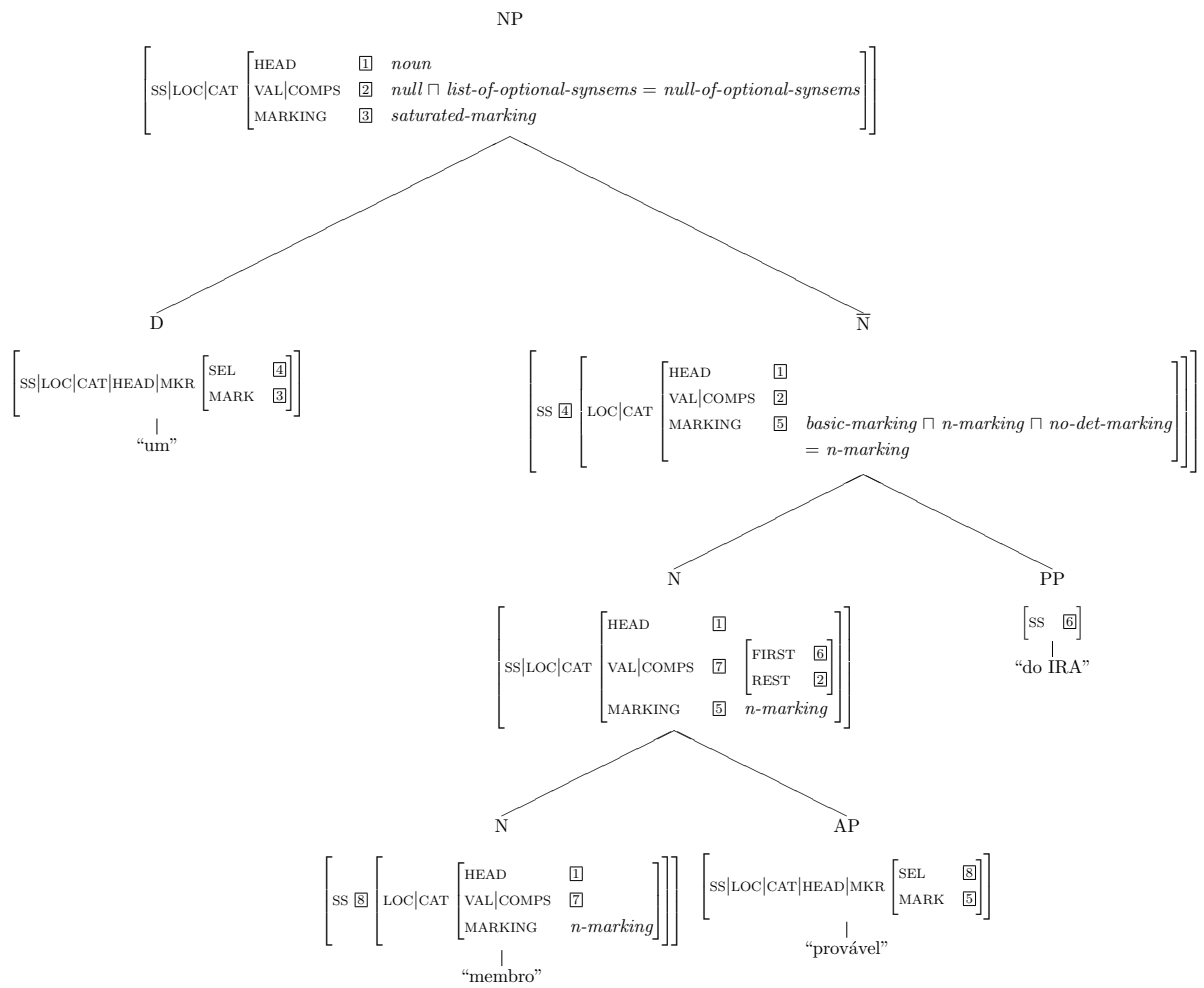 NP
SS|LOC|CAT
HEAD 1 noun
VAL|COMPS 2 null ⊓ list-of-optional-synsems = null-of-optional-synsems
MARKING 3 saturated-marking
D
SS|LOC|CAT|HEAD|MKR
SEL 4
MARK 3
“um”
N̅
SS 4 LOC|CAT
HEAD 1
VAL|COMPS 2
MARKING 5 basic-marking ⊓ n-marking ⊓ no-det-marking
= n-marking
N
SS|LOC|CAT
HEAD 1
VAL|COMPS 7
FIRST 6
REST 2
MARKING 5 n-marking
PP
SS 6
“do IRA”
N
SS 8 LOC|CAT
HEAD 1
VAL|COMPS 7
MARKING n-marking
“membro”
AP
SS|LOC|CAT|HEAD|MKR
SEL 8
MARK 5
“provável”